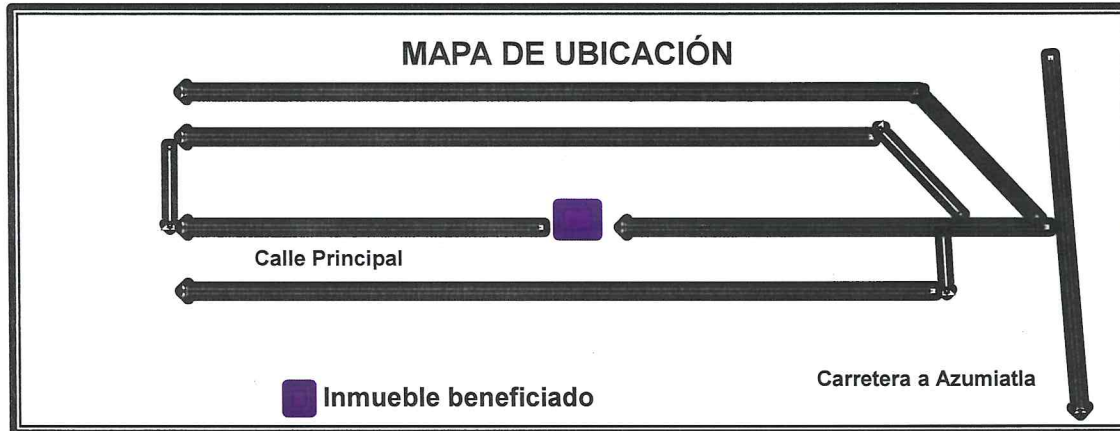 MAPA DE UBICACIÓN
Calle Principal
Carretera a Azumiatla
Inmueble beneficiado